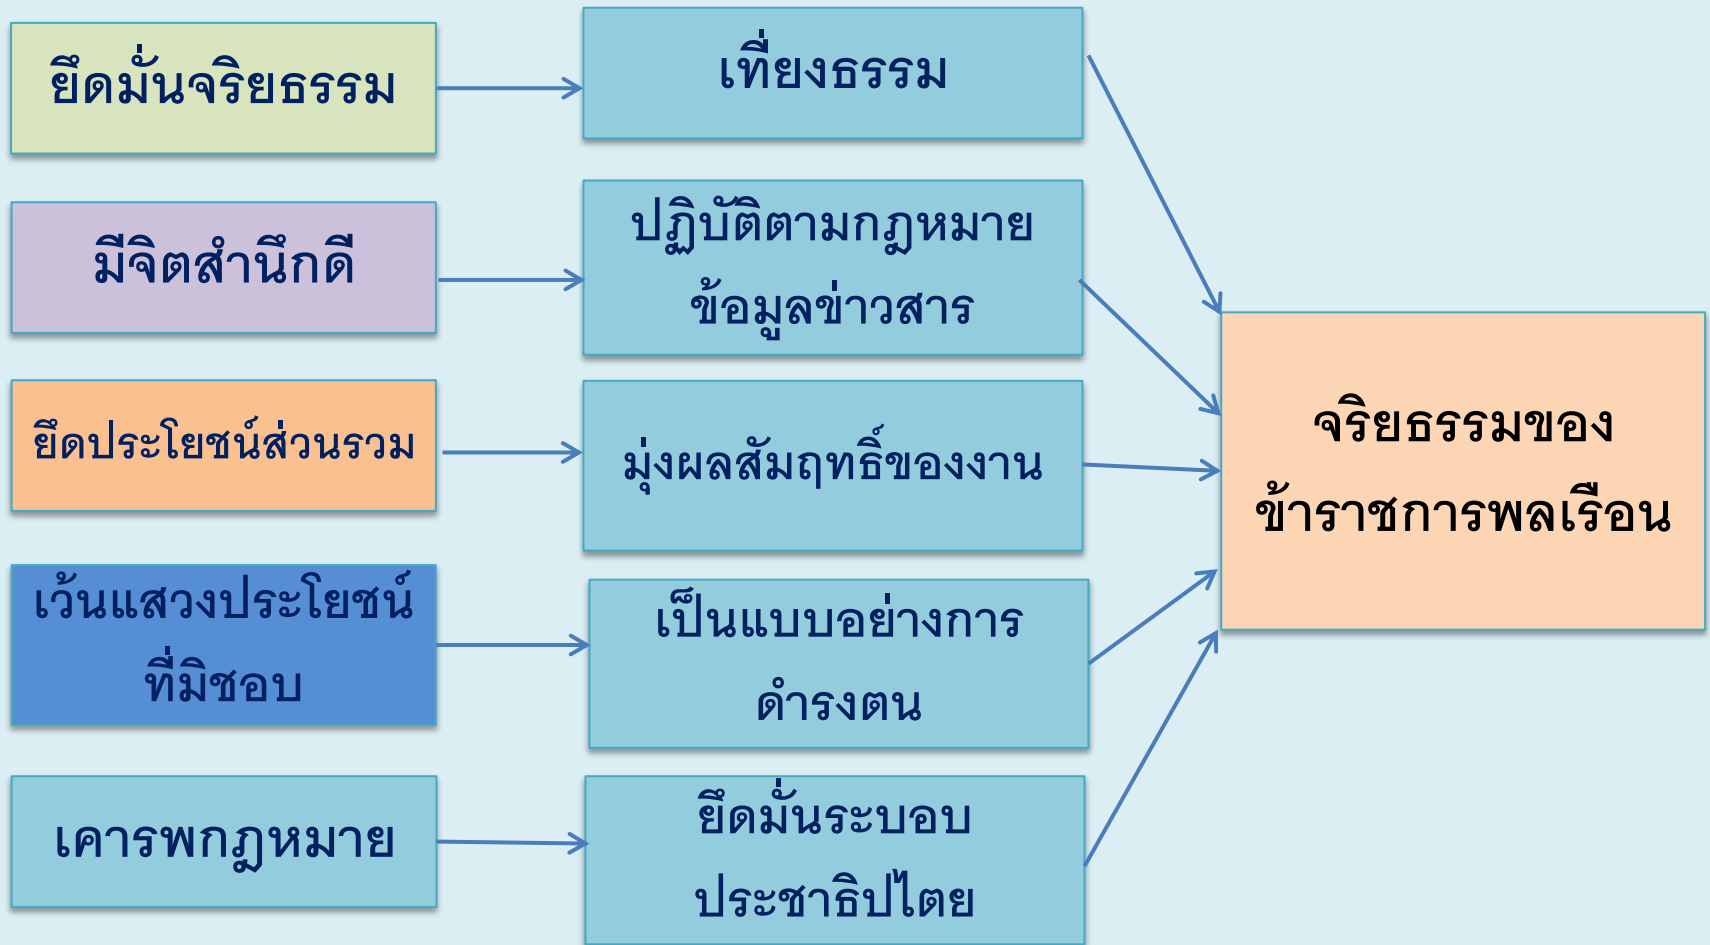 ยึดมั่นจริยธรรม
เที่ยงธรรม
มีจิตสำนึกดี
ปฏิบัติตามกฎหมาย
ข้อมูลข่าวสาร
ยึดประโยชน์ส่วนรวม
มุ่งผลสัมฤทธิ์ของงาน
เว้นแสวงประโยชน์
ที่มิชอบ
เป็นแบบอย่างการ
ดำรงตน
เคารพกฎหมาย
ยึดมั่นระบอบ
ประชาธิปไตย
จริยธรรมของ
ข้าราชการพลเรือน